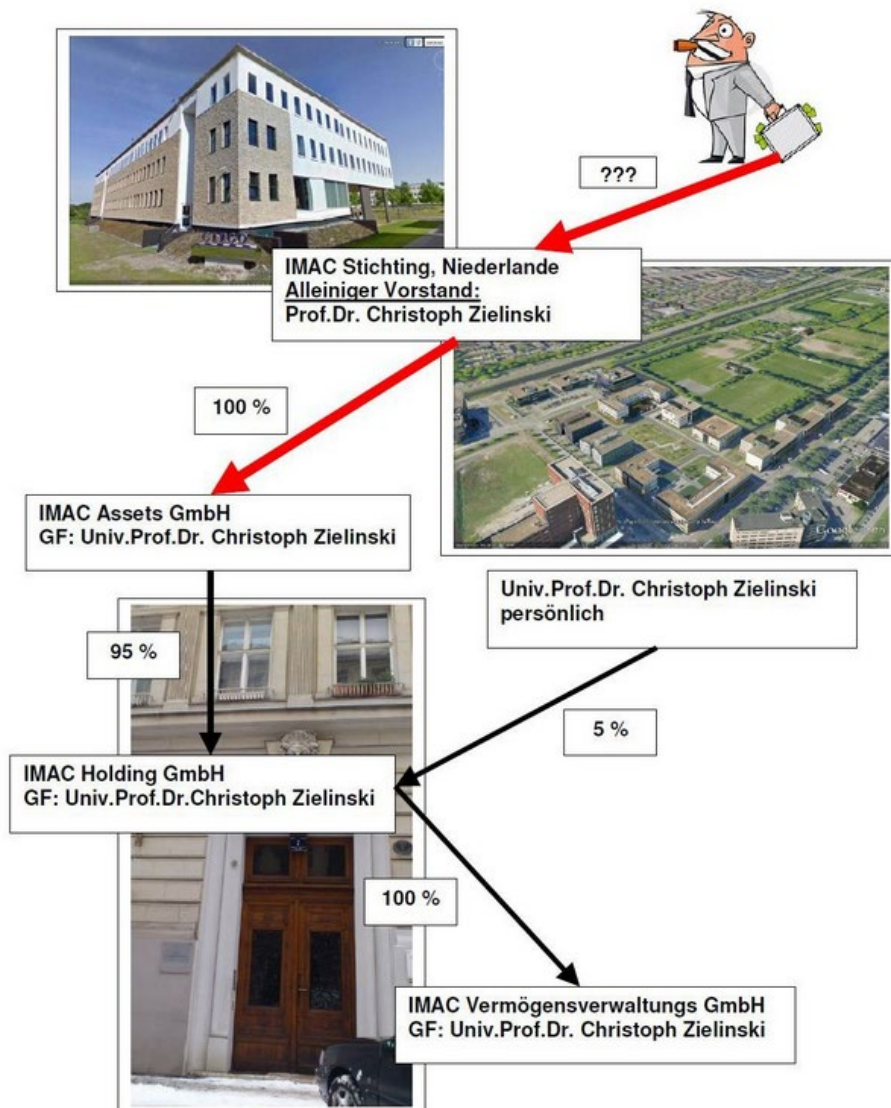 ???
IMAC Stichting, Niederlande
Alleiniger Vorstand:
Prof.Dr. Christoph Zielinski
100 %
IMAC Assets GmbH
GF: Univ.Prof.Dr. Christoph Zielinski
Univ.Prof.Dr. Christoph Zielinski
persönlich
95 %
5 %
IMAC Holding GmbH
GF: Univ.Prof.Dr.Christoph Zielinski
100 %
IMAC Vermögensverwaltungs GmbH
GF: Univ.Prof.Dr. Christoph Zielinski